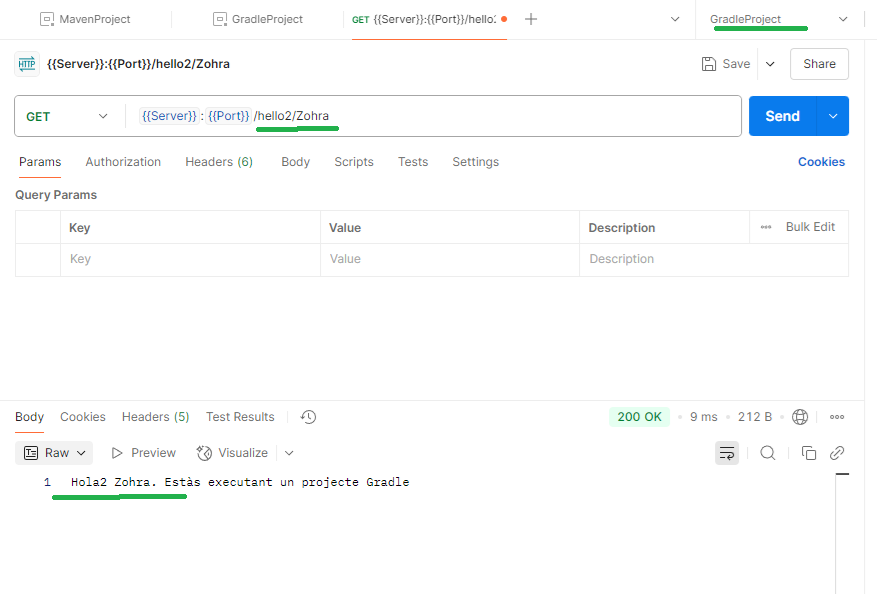 MavenProject GradleProject GET {{Server}}:{{Port}}/hello2 GradleProject
HTTP {{Server}}:{{Port}}/hello2/Zohra Save Share
GET {{Server}} : {{Port}} /hello2/Zohra Send
Params Authorization Headers (6) Body Scripts Tests Settings Cookies
Query Params
Key Value Description Bulk Edit
Key Value Description
Body Cookies Headers (5) Test Results 200 OK 9 ms 212 B
Raw Preview Visualize
1 Hola2 Zohra. Estàs executant un projecte Gradle